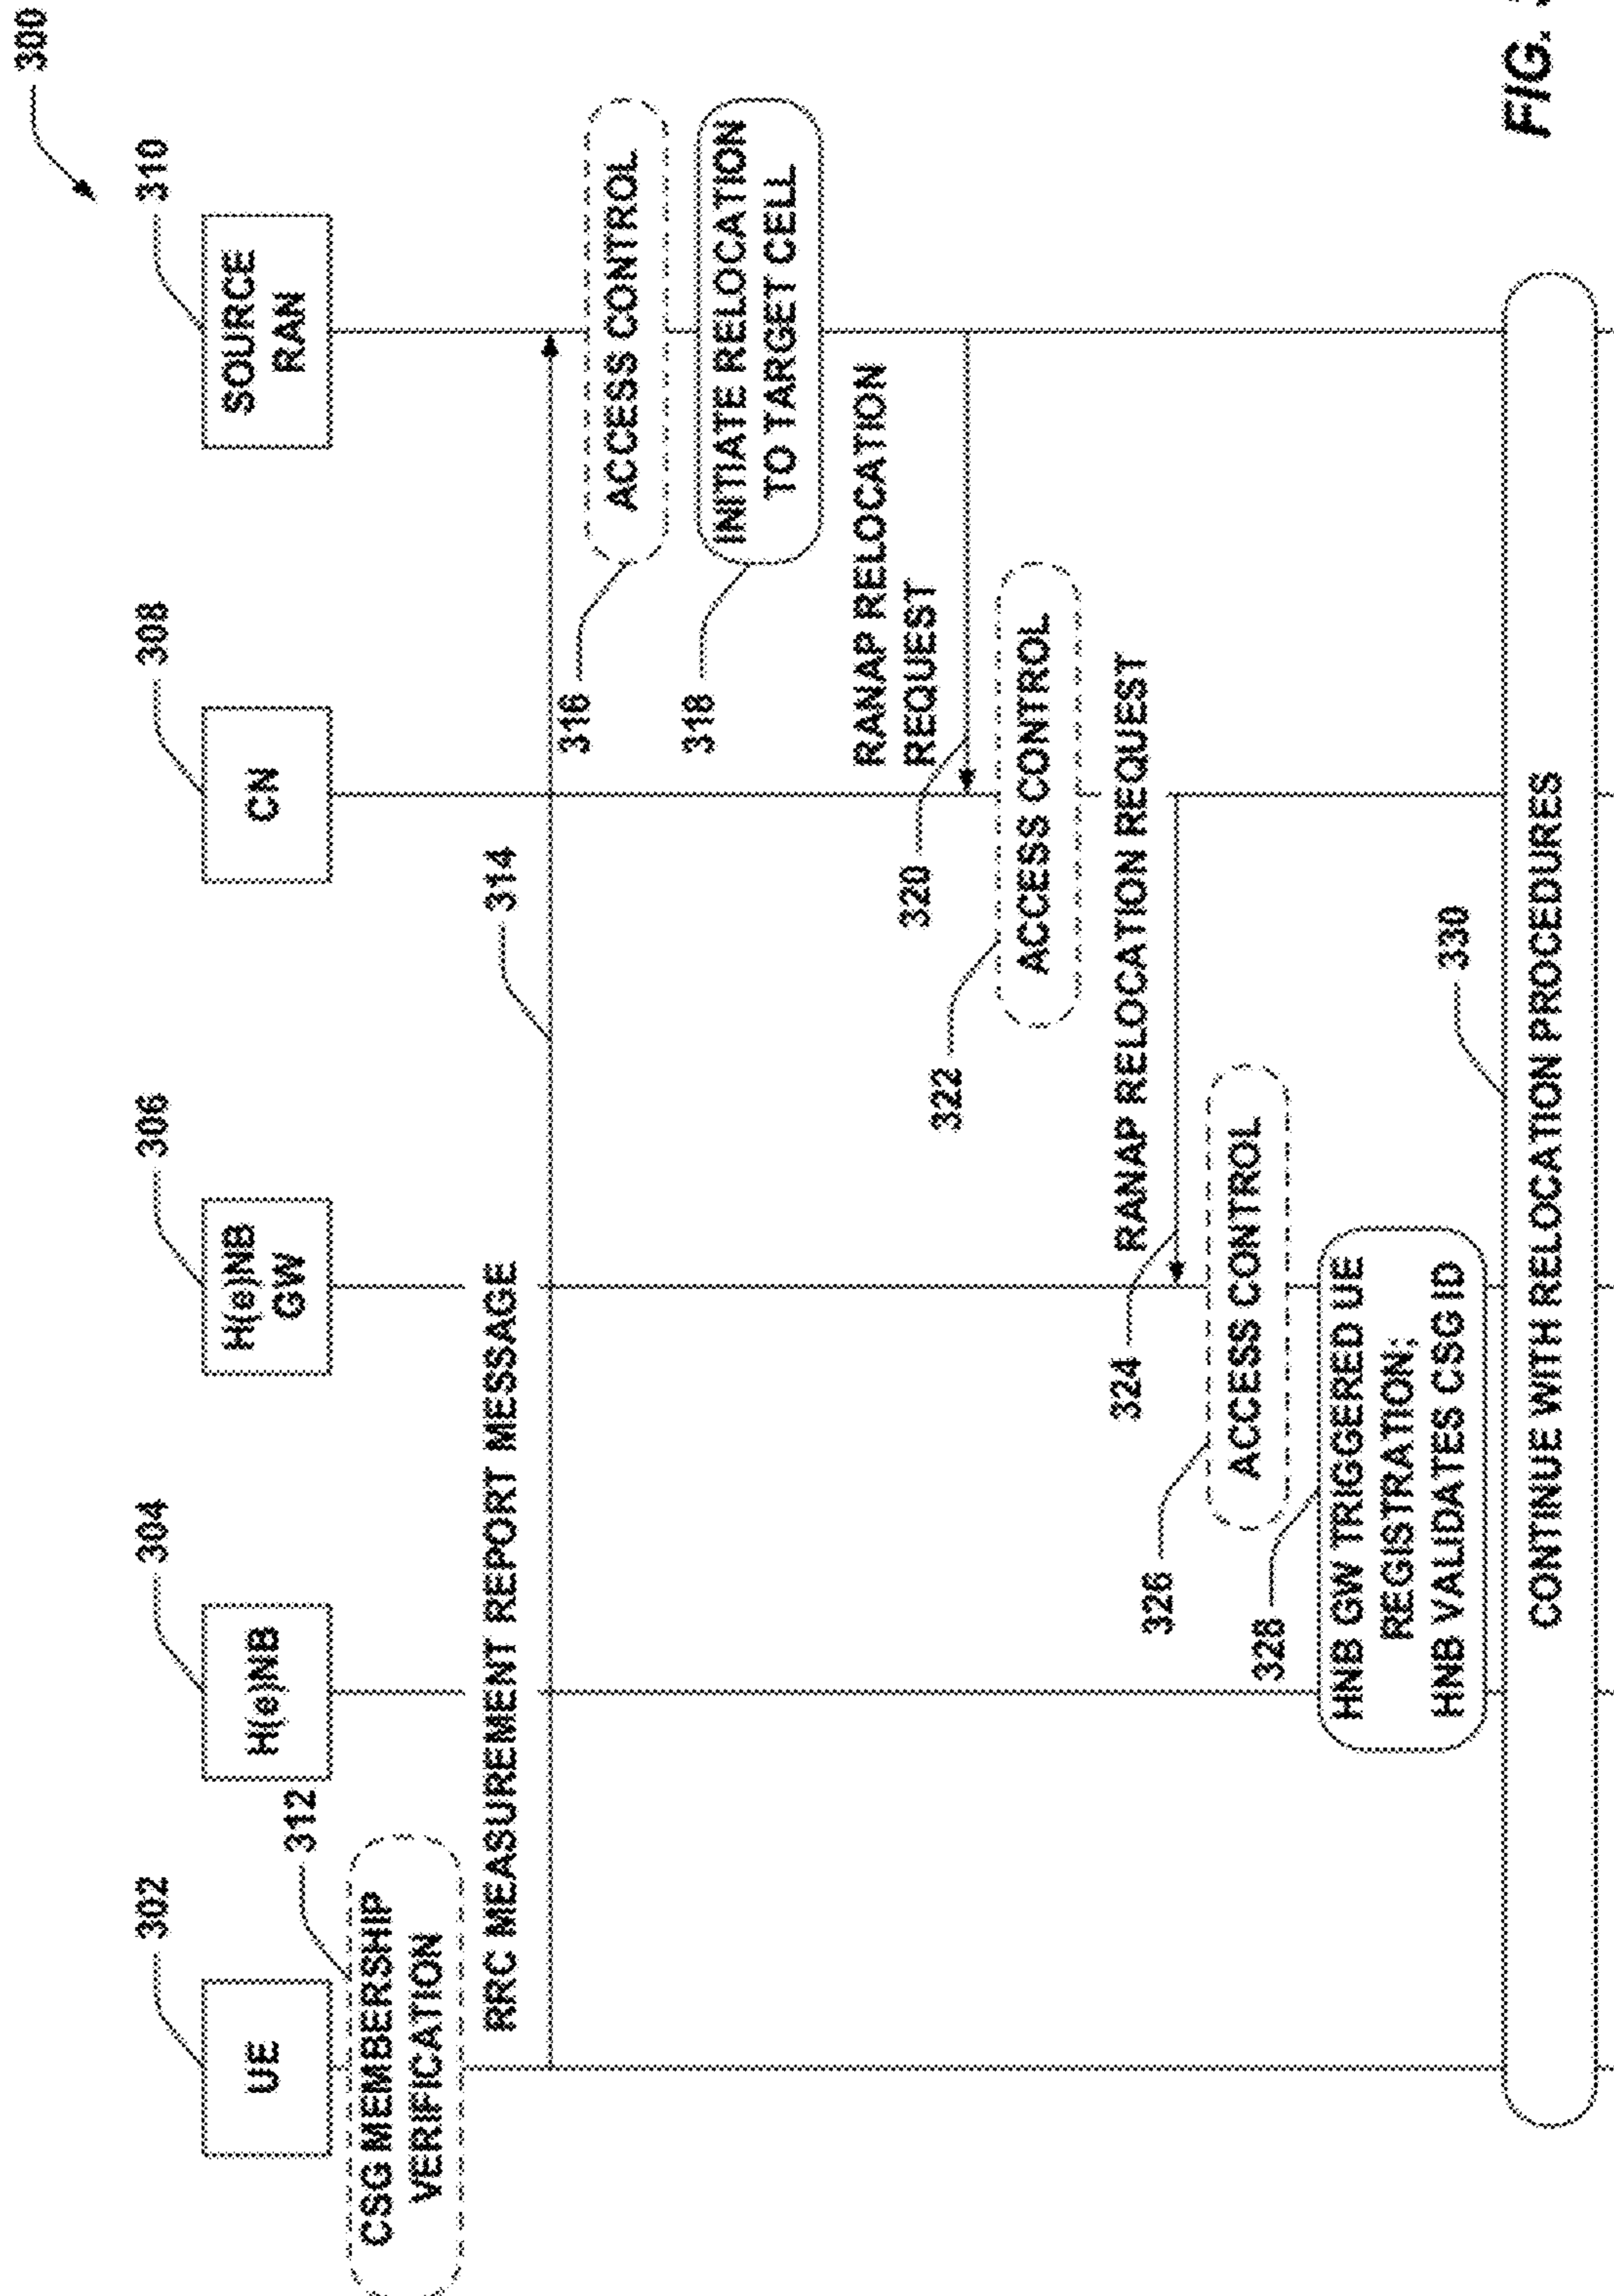 300
302
304
306
308
310
UE
H(e)NB
H(e)NB
GW
CN
SOURCE
RAN
312
CSG MEMBERSHIP
VERIFICATION
RRC MEASUREMENT REPORT MESSAGE
314
316
ACCESS CONTROL
318
INITIATE RELOCATION
TO TARGET CELL
RANAP RELOCATION
REQUEST
320
322
ACCESS CONTROL
RANAP RELOCATION REQUEST
324
326
ACCESS CONTROL
328
HNB GW TRIGGERED UE
REGISTRATION;
HNB VALIDATES CSG ID
330
CONTINUE WITH RELOCATION PROCEDURES
FIG.